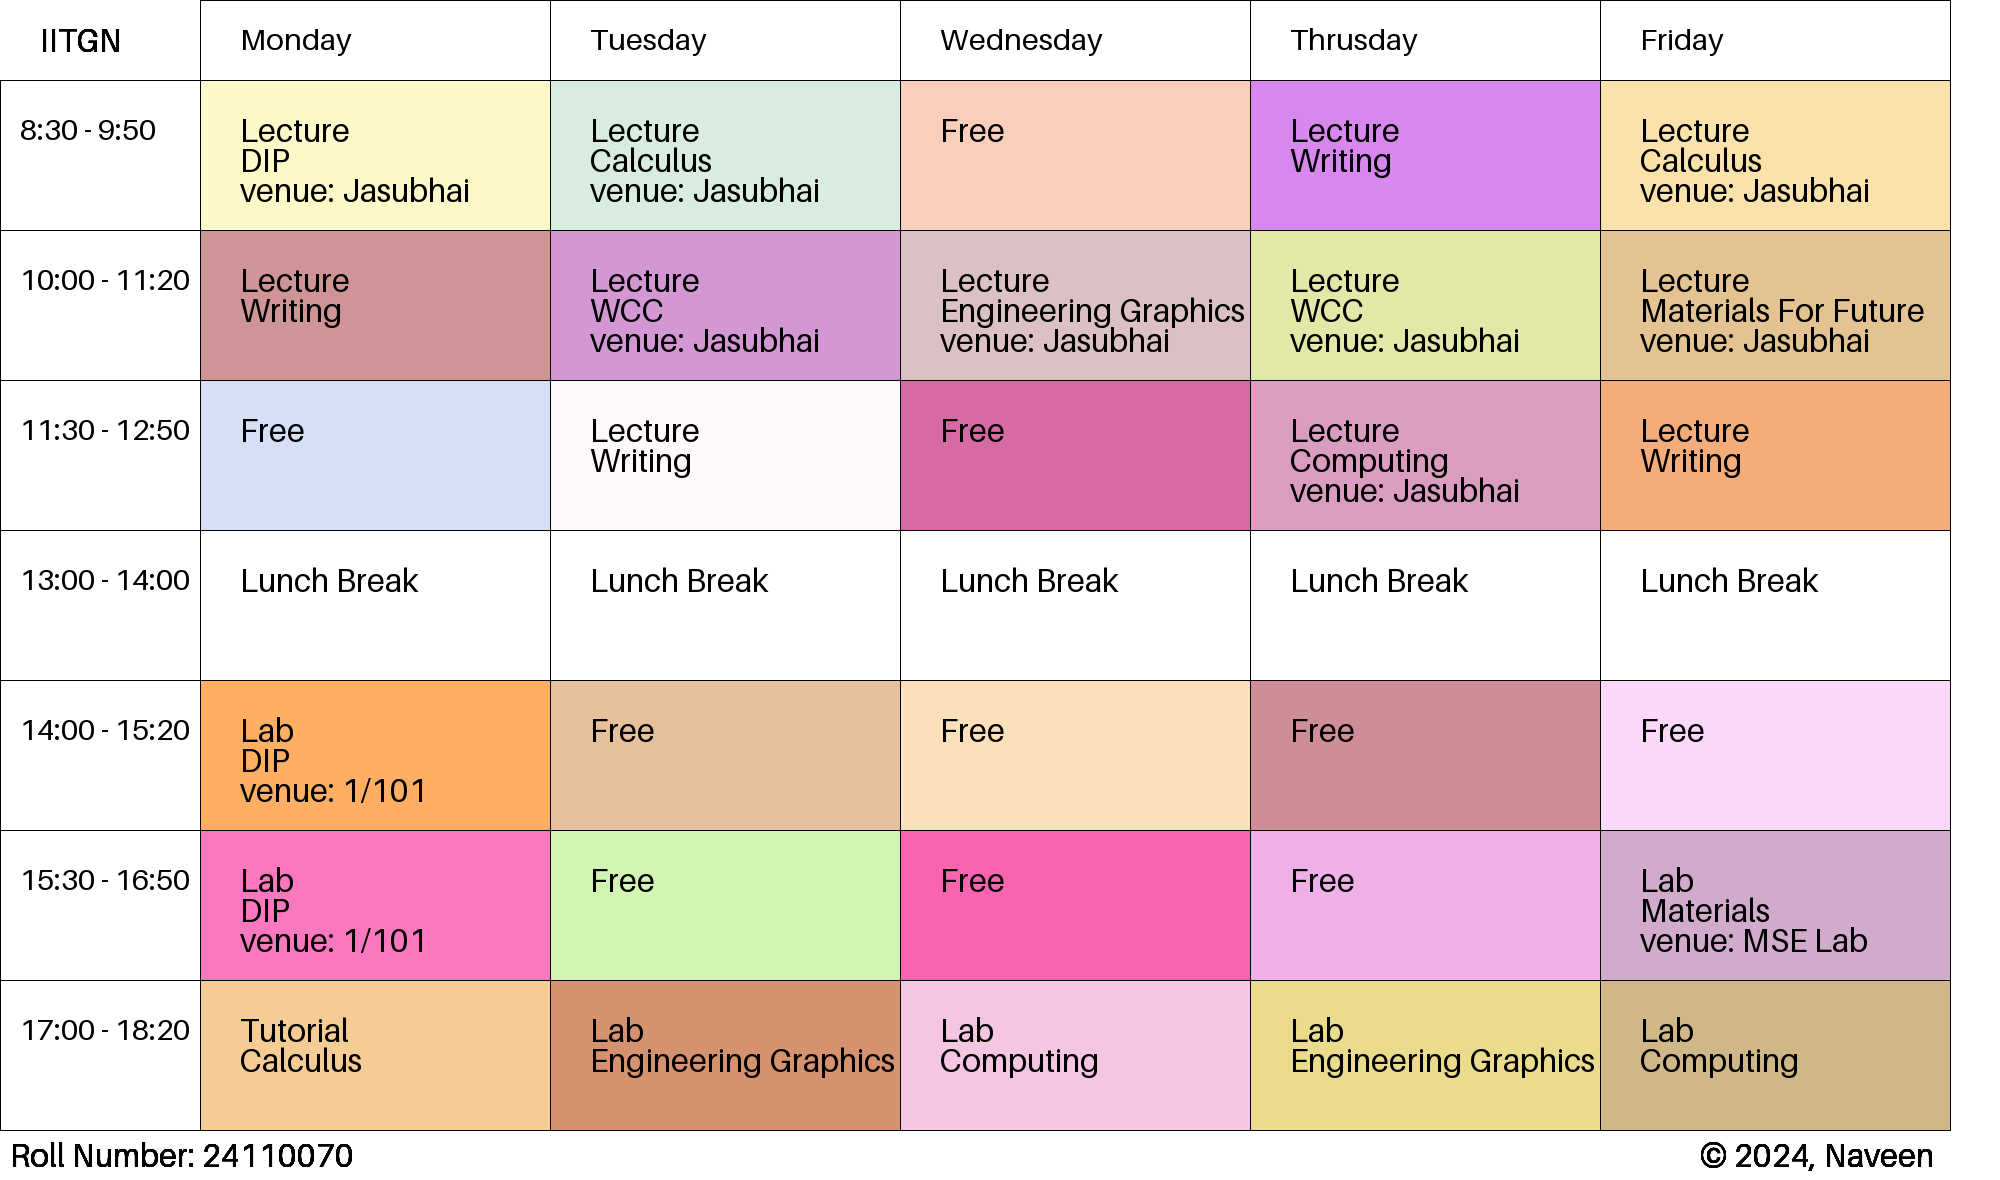 IITGN Monday Tuesday Wednesday Thrusday Friday
8:30 - 9:50
Lecture
DIP
venue: Jasubhai
Lecture
Calculus
venue: Jasubhai
Free
Lecture
Writing
Lecture
Calculus
venue: Jasubhai
10:00 - 11:20
Lecture
Writing
Lecture
WCC
venue: Jasubhai
Lecture
Engineering Graphics
venue: Jasubhai
Lecture
WCC
venue: Jasubhai
Lecture
Materials For Future
venue: Jasubhai
11:30 - 12:50
Free
Lecture
Writing
Free
Lecture
Computing
venue: Jasubhai
Lecture
Writing
13:00 - 14:00
Lunch Break
Lunch Break
Lunch Break
Lunch Break
Lunch Break
14:00 - 15:20
Lab
DIP
venue: 1/101
Free
Free
Free
Free
15:30 - 16:50
Lab
DIP
venue: 1/101
Free
Free
Free
Lab
Materials
venue: MSE Lab
17:00 - 18:20
Tutorial
Calculus
Lab
Engineering Graphics
Lab
Computing
Lab
Engineering Graphics
Lab
Computing
Roll Number: 24110070
© 2024, Naveen